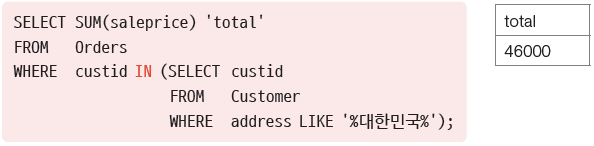 SELECT SUM(saleprice) 'total'
FROM Orders
WHERE custid IN (SELECT custid
FROM Customer
WHERE address LIKE '%대한민국%');
total
46000